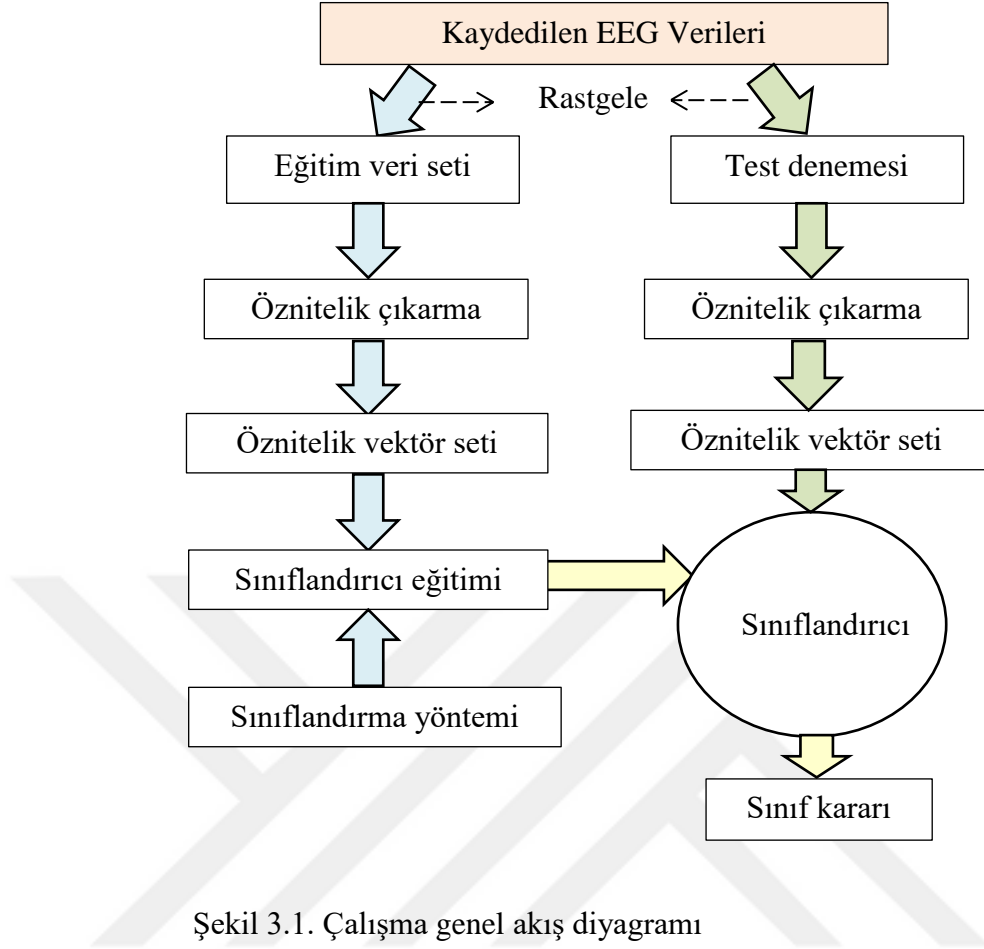 Kaydedilen EEG Verileri
Rastgele
Eğitim veri seti
Test denemesi
Öznitelik çıkarma
Öznitelik çıkarma
Öznitelik vektör seti
Öznitelik vektör seti
Sınıflandırıcı eğitimi
Sınıflandırıcı
Sınıflandırma yöntemi
Sınıf kararı
Şekil 3.1. Çalışma genel akış diyagramı